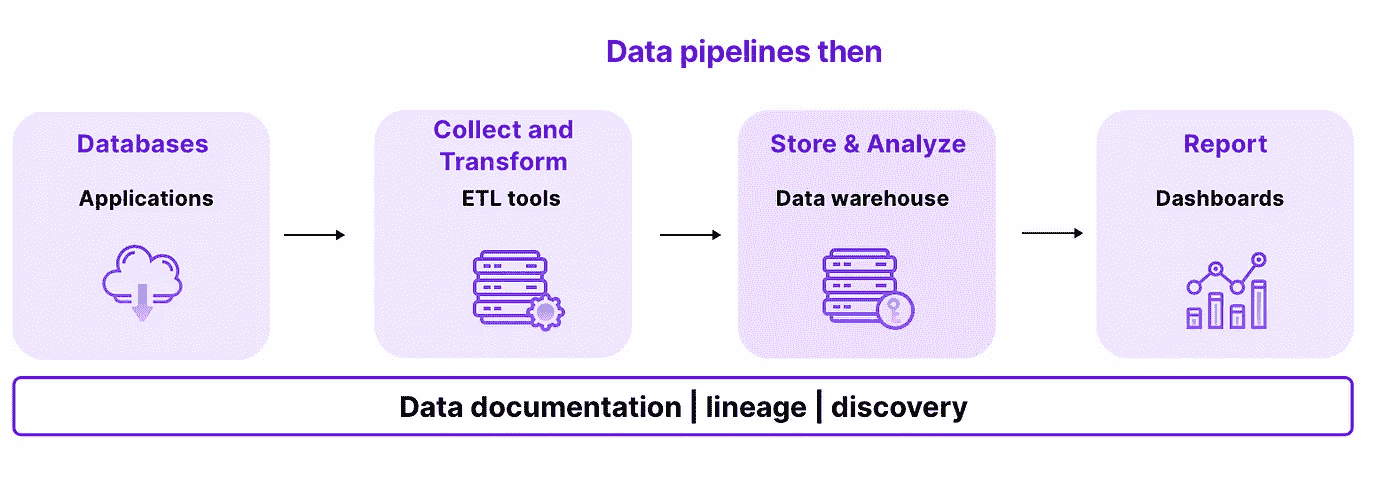 Data pipelines then
Databases
Applications
Collect and
Transform
ETL tools
Store & Analyze
Data warehouse
Report
Dashboards
Data documentation | lineage | discovery